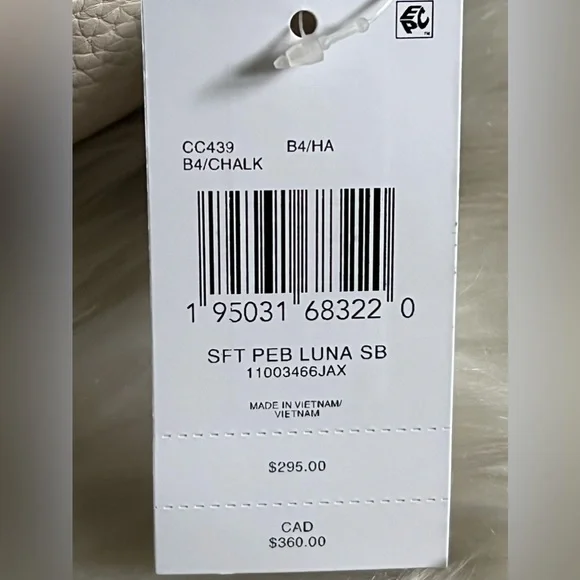 EPC™
CC439 B4/HA
B4/CHALK
1 95031 68322 0
SFT PEB LUNA SB
11003466JAX
MADE IN VIETNAM/
VIETNAM
$295.00
CAD
$360.00